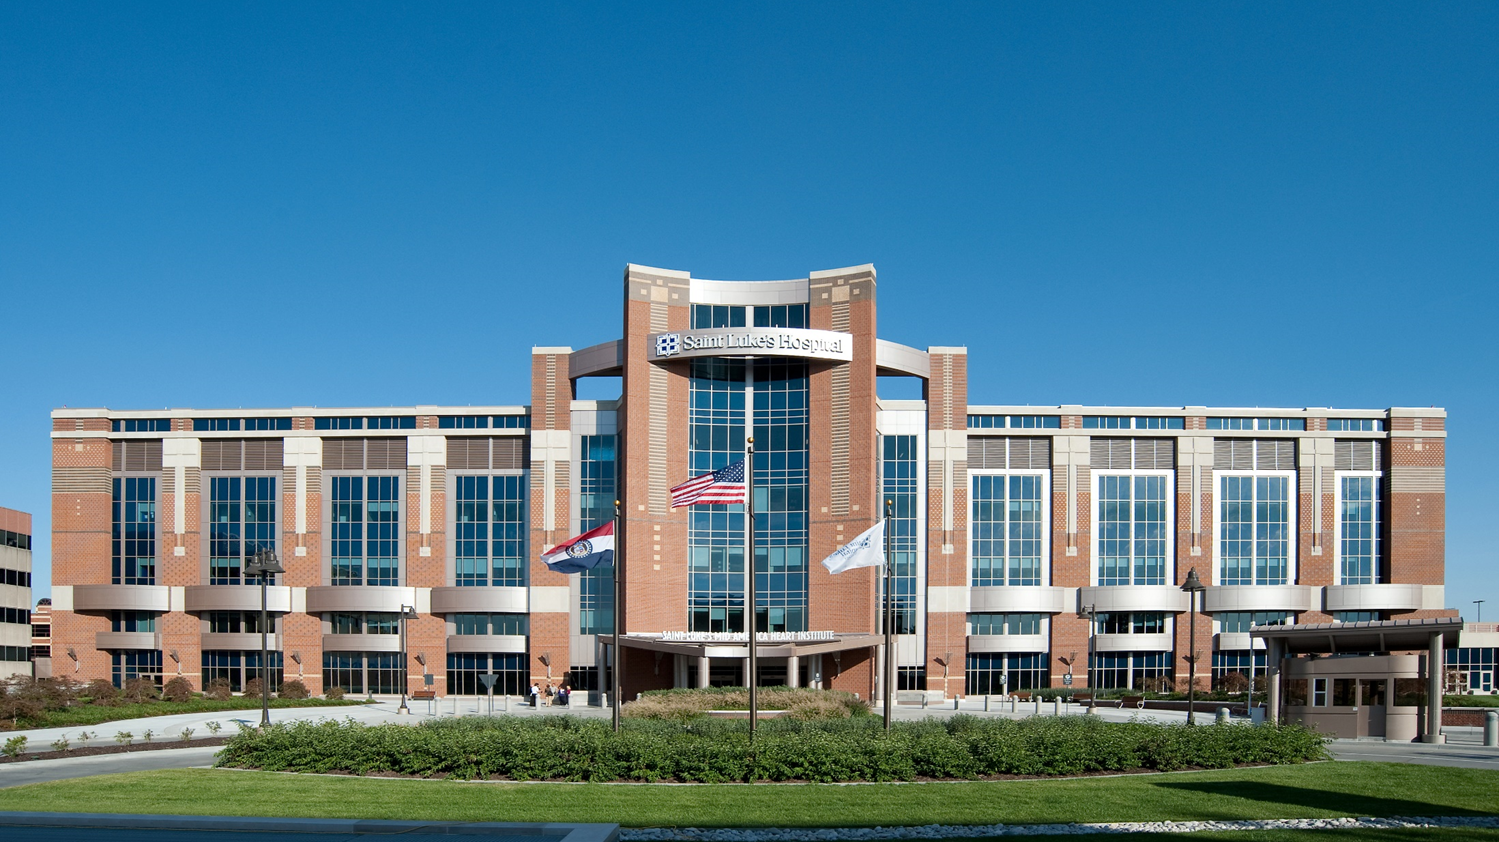 Saint Luke's Hospital
SAINT LUKE'S MID AMERICA HEART INSTITUTE